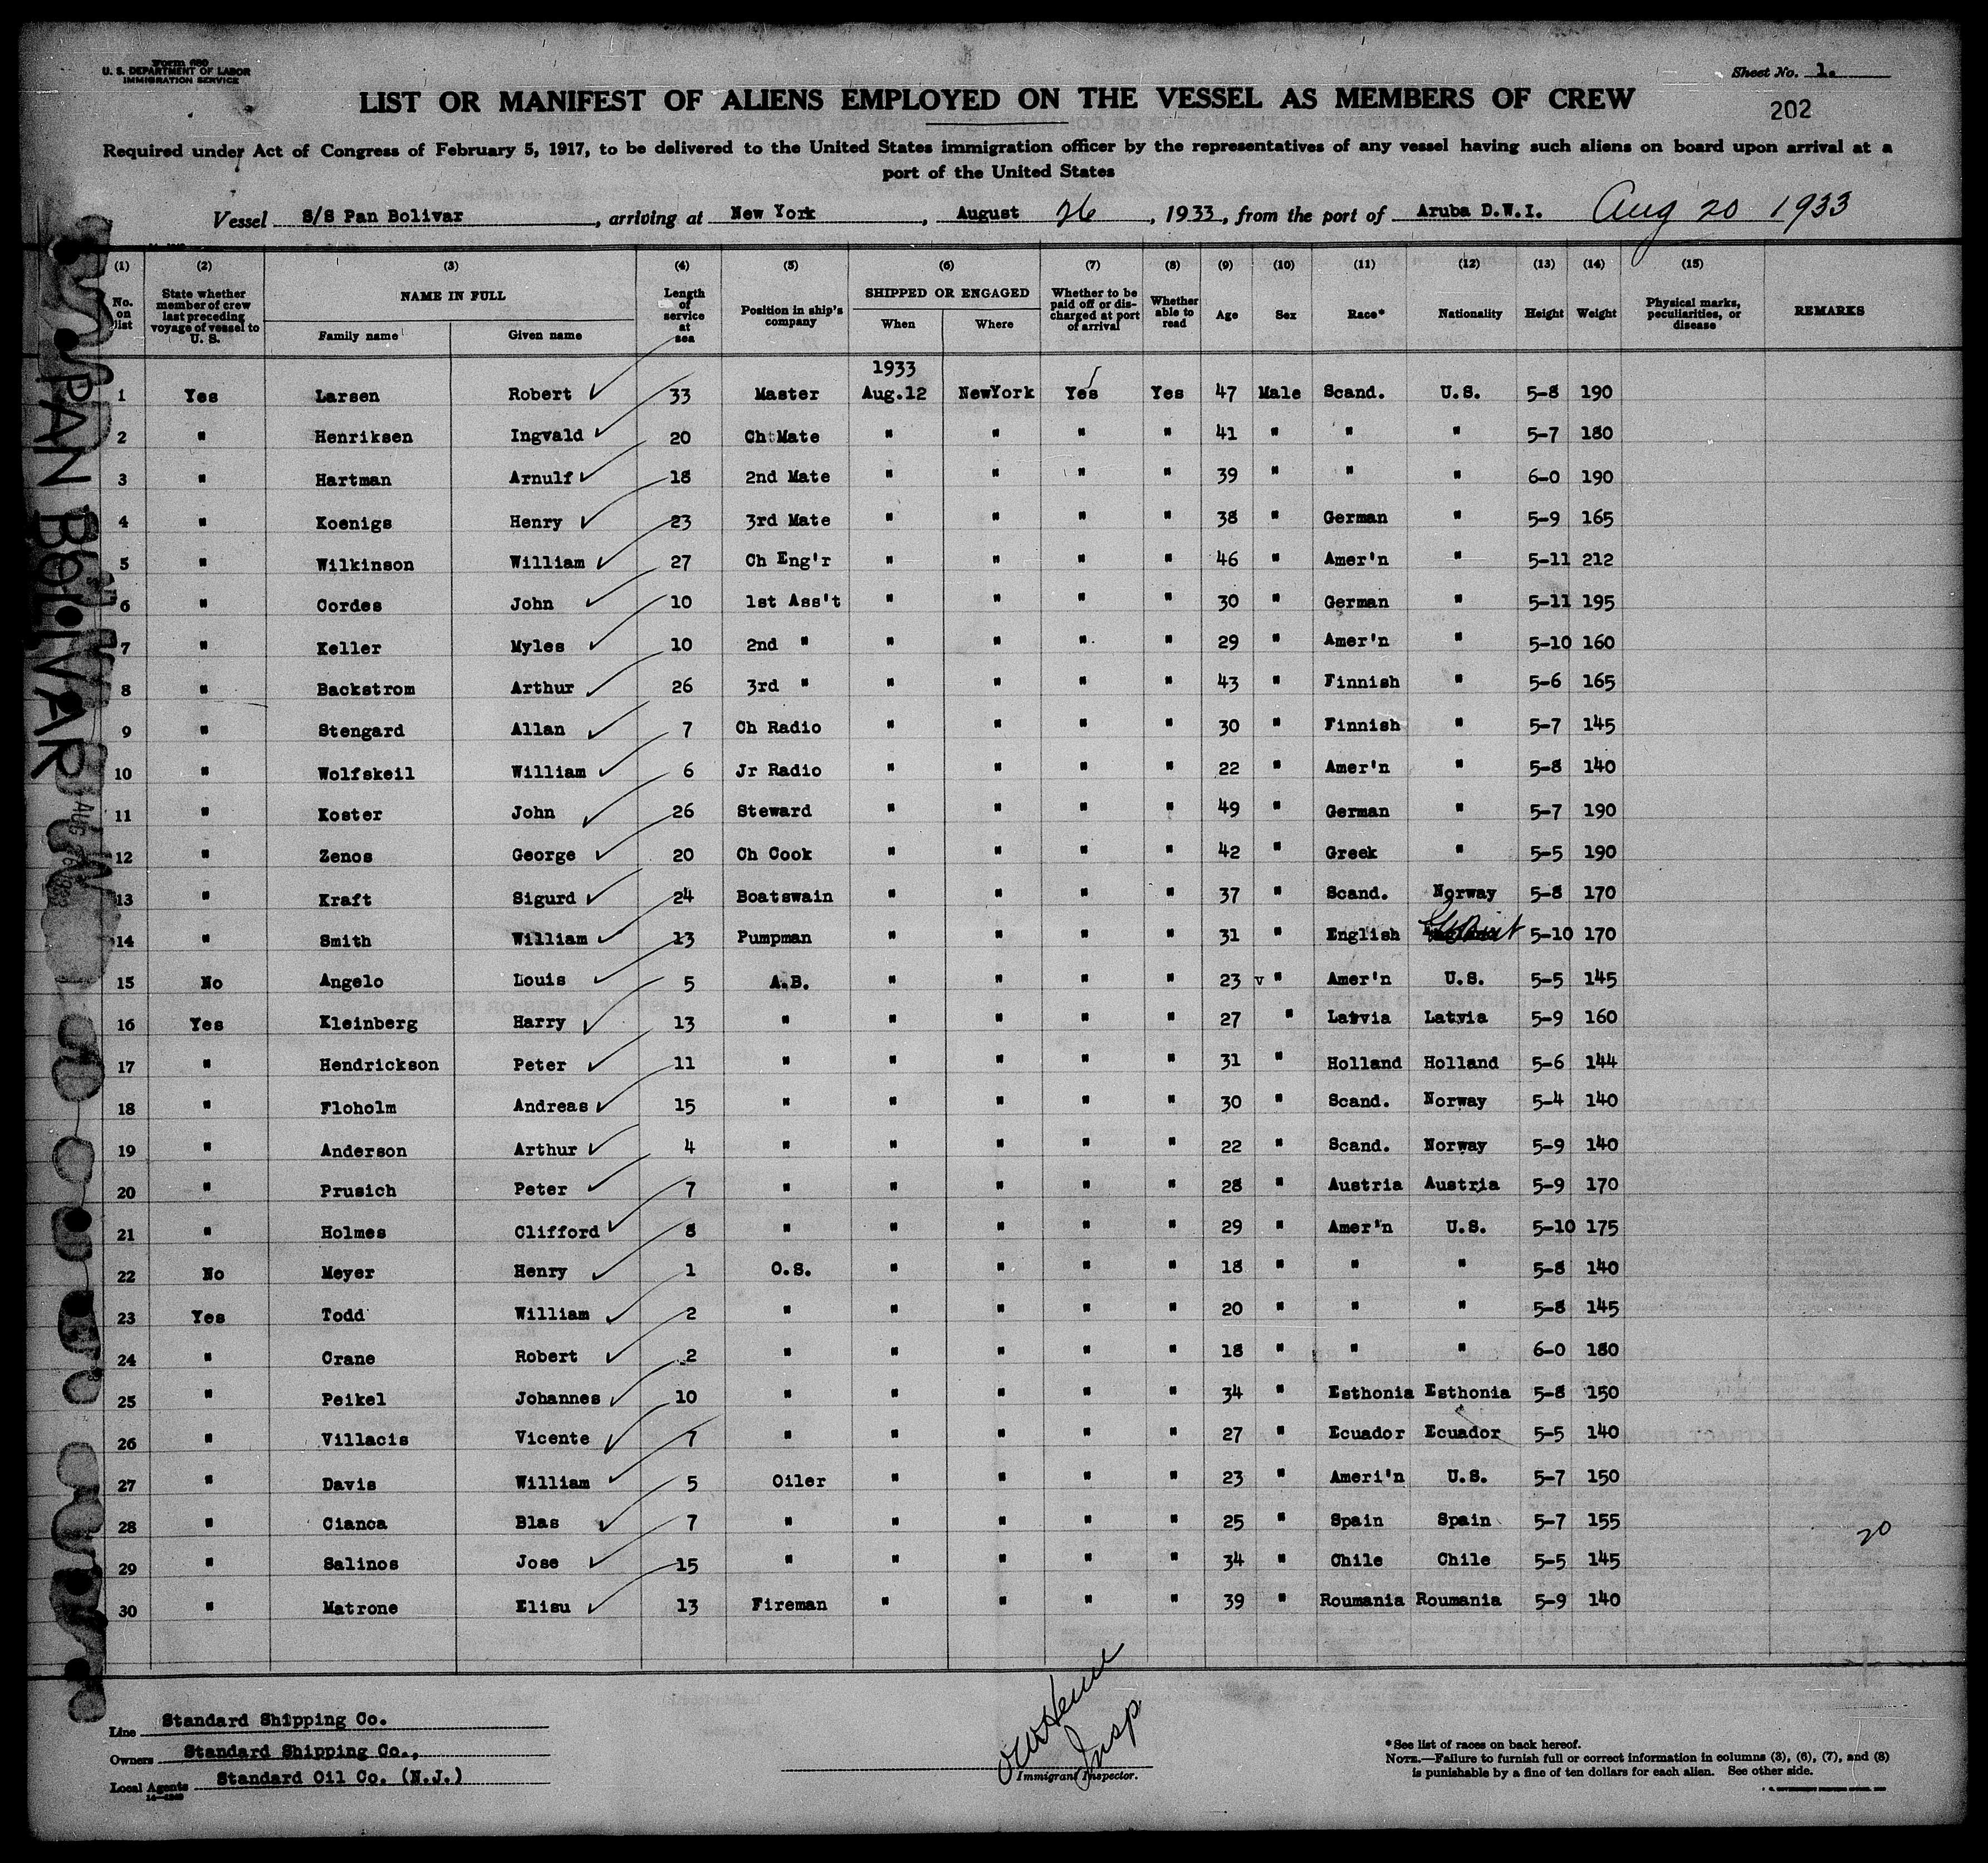 Form 680
U. S. DEPARTMENT OF LABOR
IMMIGRATION SERVICE
Sheet No. 1.
LIST OR MANIFEST OF ALIENS EMPLOYED ON THE VESSEL AS MEMBERS OF CREW
202
Required under Act of Congress of February 5, 1917, to be delivered to the United States immigration officer by the representatives of any vessel having such aliens on board upon arrival at a
port of the United States
Vessel S/S Pan Bolivar, arriving at New York, August 26, 1933, from the port of Aruba D.W.I. Aug 20 1933
(1) (2) (3) (4) (5) (6) (7) (8) (9) (10) (11) (12) (13) (14) (15)
No. on list State whether member of crew last preceding voyage of vessel to U. S. NAME IN FULL Family name Given name Length of service at sea Position in ship's company SHIPPED OR ENGAGED When Where Whether to be paid off or discharged at port of arrival Whether able to read Age Sex Race* Nationality Height Weight Physical marks, peculiarities, or disease REMARKS
1933
1 Yes Larsen Robert 33 Master Aug.12 NewYork Yes Yes 47 Male Scand. U.S. 5-8 190
2 " Henriksen Ingvald 20 Ch Mate " " " " 41 " " " 5-7 180
3 " Hartman Arnulf 18 2nd Mate " " " " 39 " " " 6-0 190
4 " Koenigs Henry 23 3rd Mate " " " " 38 " German " 5-9 165
5 " Wilkinson William 27 Ch Eng'r " " " " 46 " Amer'n " 5-11 212
6 " Cordes John 10 1st Ass't " " " " 30 " German " 5-11 195
7 " Keller Myles 10 2nd " " " " " 29 " Amer'n " 5-10 160
8 " Backstrom Arthur 26 3rd " " " " " 43 " Finnish " 5-6 165
9 " Stengard Allan 7 Ch Radio " " " " 30 " Finnish " 5-7 145
10 " Wolfskeil William 6 Jr Radio " " " " 22 " Amer'n " 5-8 140
11 " Koster John 26 Steward " " " " 49 " German " 5-7 190
12 " Zenos George 20 Ch Cook " " " " 42 " Greek " 5-5 190
13 " Kraft Sigurd 24 Boatswain " " " " 37 " Scand. Norway 5-8 170
14 " Smith William 13 Pumpman " " " " 31 " English Gt Brit 5-10 170
15 No Angelo Louis 5 A.B. " " " " 23 v " Amer'n U.S. 5-5 145
16 Yes Kleinberg Harry 13 " " " " " 27 " Latvia Latvia 5-9 160
17 " Hendrickson Peter 11 " " " " " 31 " Holland Holland 5-6 144
18 " Floholm Andreas 15 " " " " " 30 " Scand. Norway 5-4 140
19 " Anderson Arthur 4 " " " " " 22 " Scand. Norway 5-9 140
20 " Prusich Peter 7 " " " " " 28 " Austria Austria 5-9 170
21 " Holmes Clifford 8 " " " " " 29 " Amer'n U.S. 5-10 175
22 No Meyer Henry 1 O.S. " " " " 18 " " " 5-8 140
23 Yes Todd William 2 " " " " " 20 " " " 5-8 145
24 " Crane Robert 2 " " " " " 18 " " " 6-0 180
25 " Peikel Johannes 10 " " " " " 34 " Esthonia Esthonia 5-8 150
26 " Villacis Vicente 7 " " " " " 27 " Ecuador Ecuador 5-5 140
27 " Davis William 5 Oiler " " " " 23 " Ameri'n U.S. 5-7 150
28 " Cianca Blas 7 " " " " " 25 " Spain Spain 5-7 155
20
29 " Salinos Jose 15 " " " " " 34 " Chile Chile 5-5 145
30 " Matrone Elisu 13 Fireman " " " " 39 " Roumania Roumania 5-9 140
PAN BOLIVAR
Line Standard Shipping Co.
Owners Standard Shipping Co.,
Local Agents Standard Oil Co. (N.J.)
Insp
Immigrant Inspector.
*See list of races on back hereof.
NOTE.—Failure to furnish full or correct information in columns (3), (6), (7), and (8)
is punishable by a fine of ten dollars for each alien. See other side.